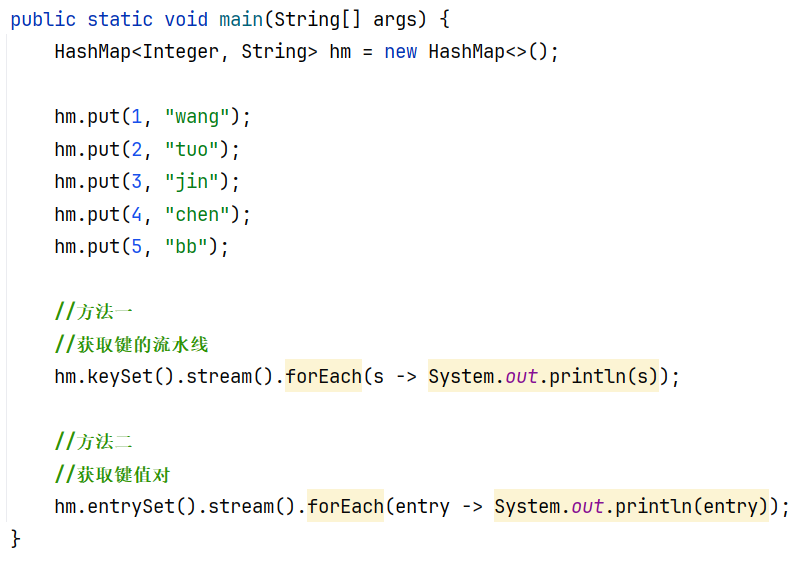 public static void main(String[] args) {
    HashMap<Integer, String> hm = new HashMap<>();
    hm.put(1, "wang");
    hm.put(2, "tuo");
    hm.put(3, "jin");
    hm.put(4, "chen");
    hm.put(5, "bb");
    //方法一
    //获取键的流水线
    hm.keySet().stream().forEach(s -> System.out.println(s));
    //方法二
    //获取键值对
    hm.entrySet().stream().forEach(entry -> System.out.println(entry));
}